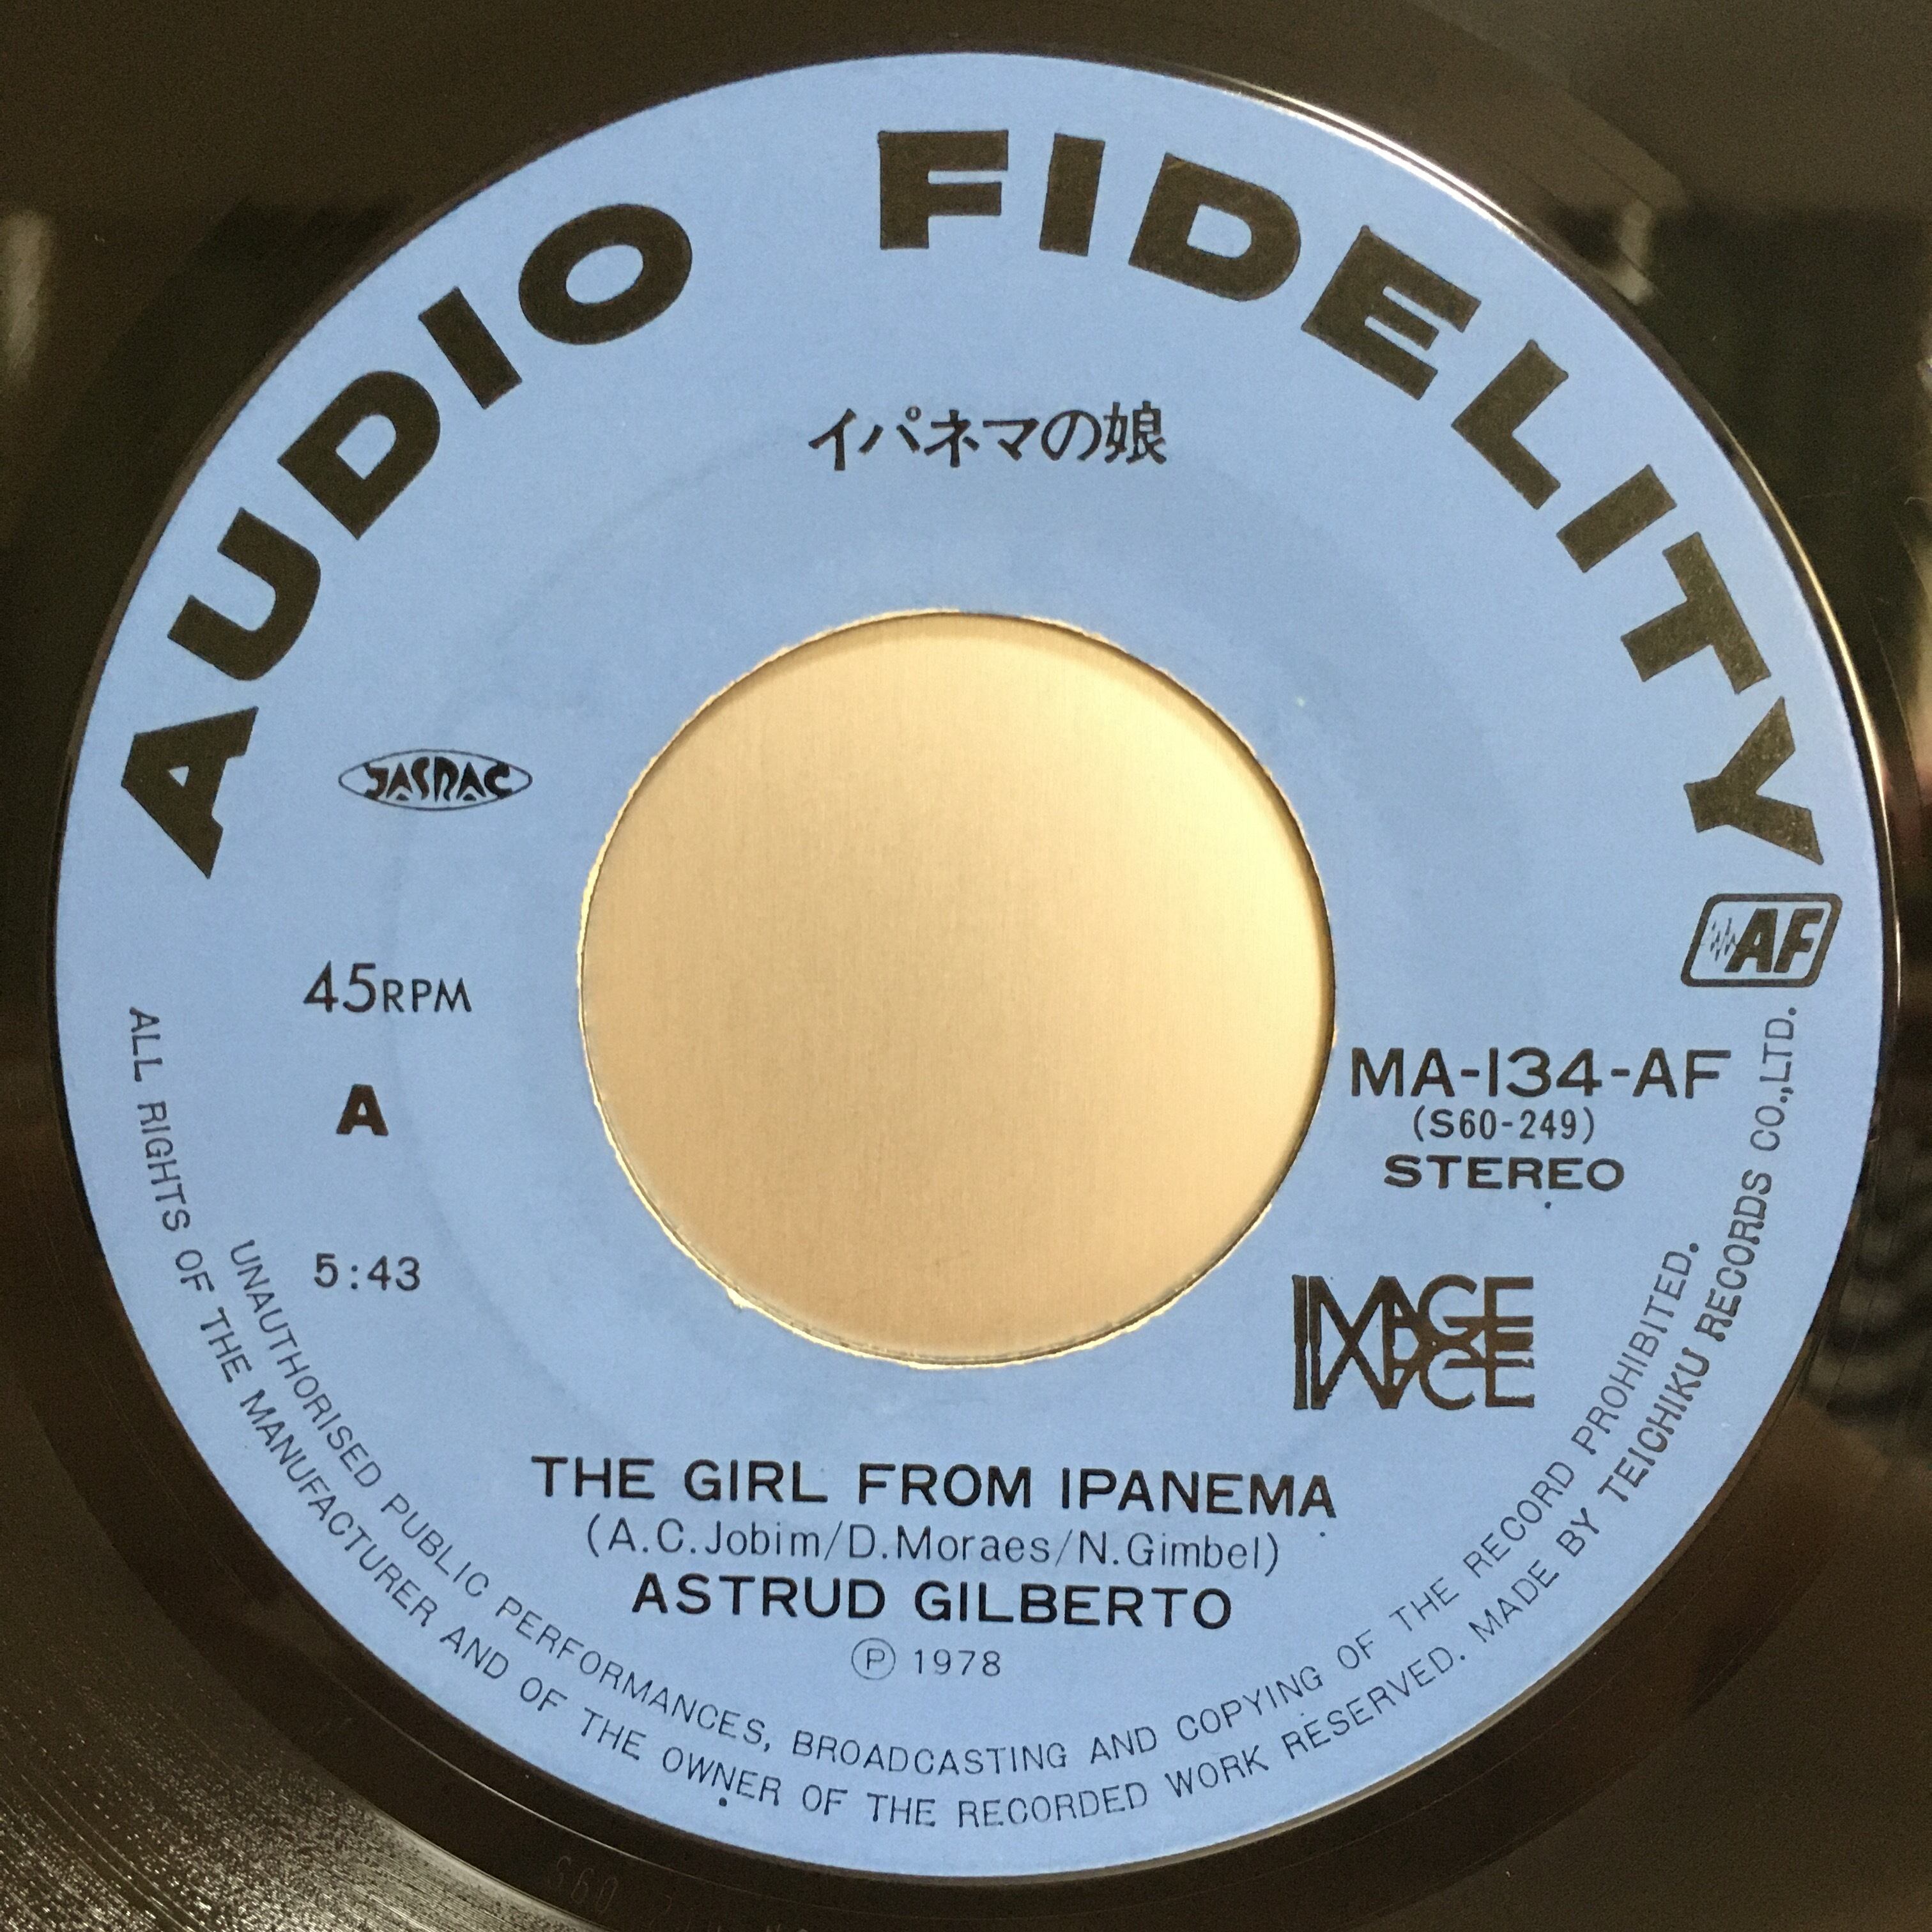 AUDIO FIDELITY
イパネマの娘
JASRAC
AF
45RPM
MA-134-AF
(S60-249)
A
STEREO
5:43
IMAGE
THE GIRL FROM IPANEMA
(A.C.Jobim/D.Moraes/N.Gimbel)
ASTRUD GILBERTO
Ⓟ 1978
UNAUTHORISED PUBLIC PERFORMANCES, BROADCASTING AND COPYING OF THE RECORD PROHIBITED.
ALL RIGHTS OF THE MANUFACTURER AND OF THE OWNER OF THE RECORDED WORK RESERVED. MADE BY TEICHIKU RECORDS CO.,LTD.